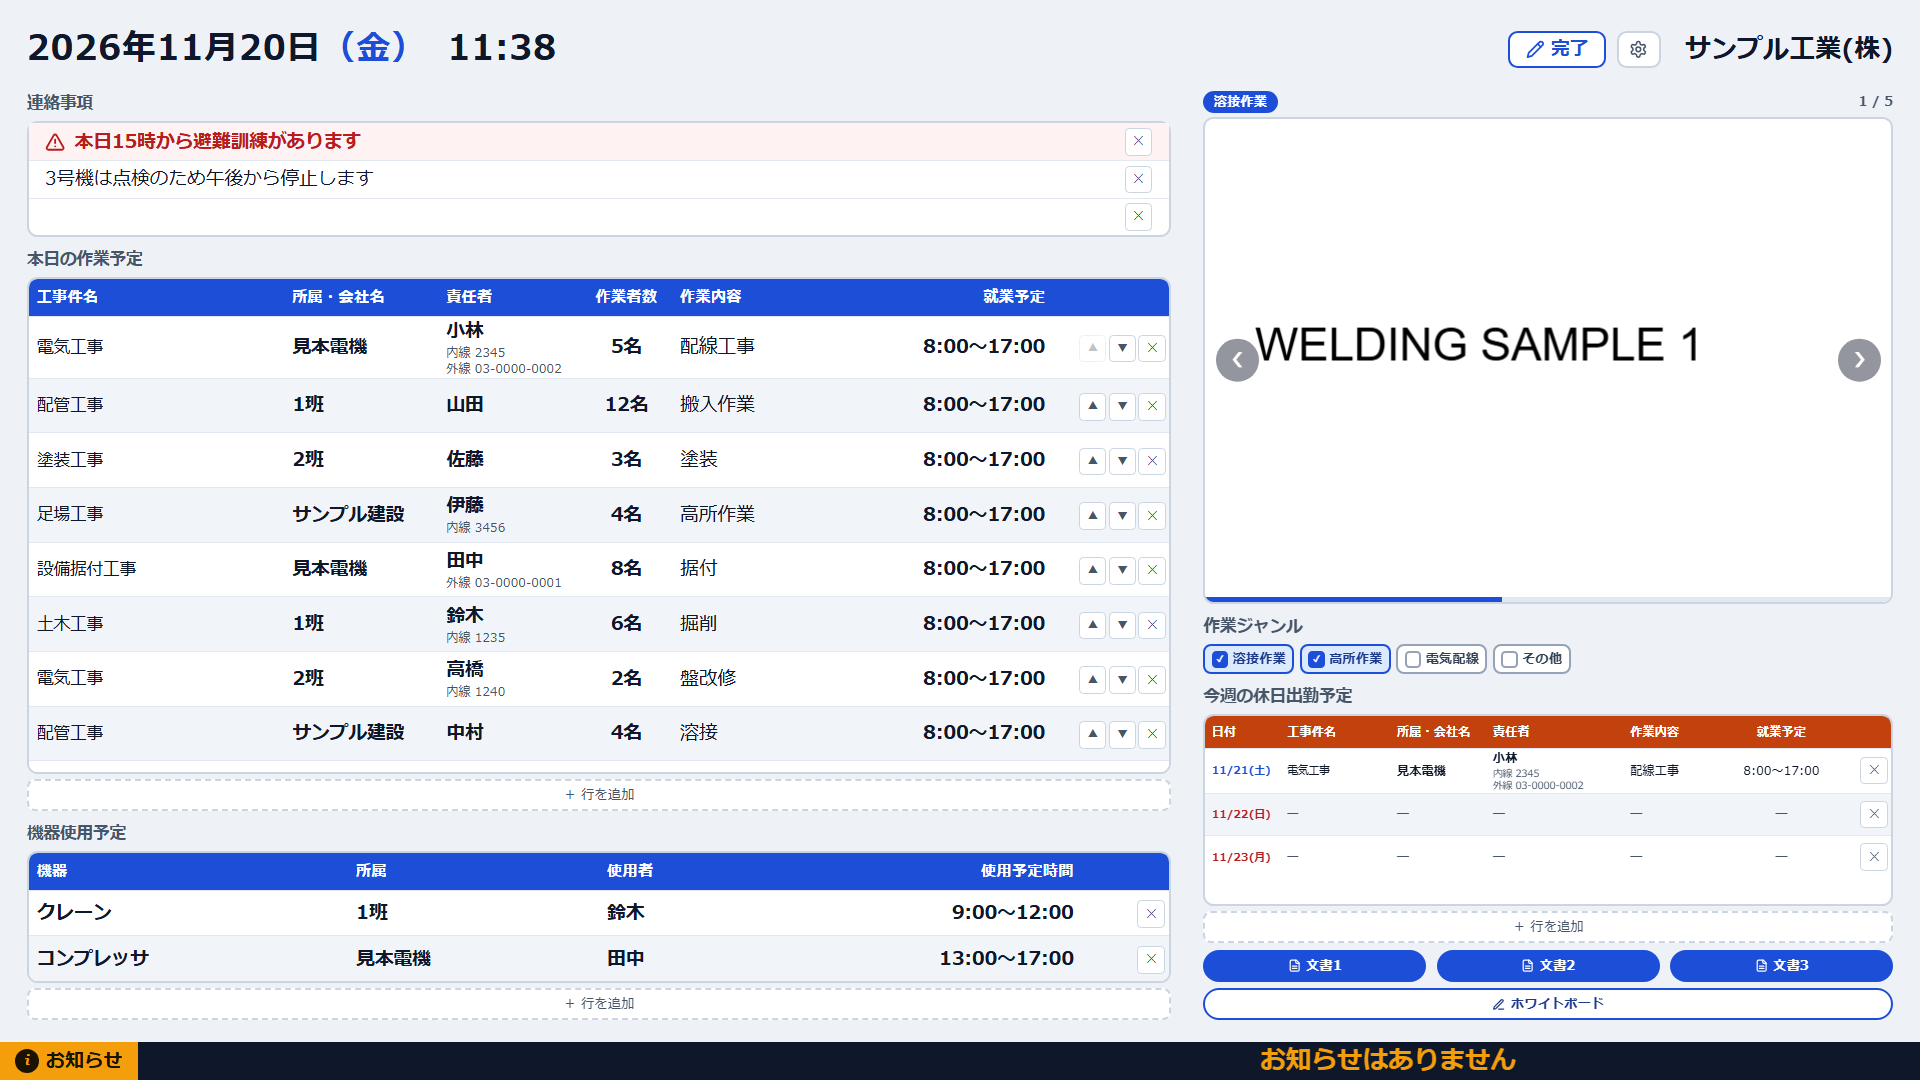 2026年11月20日（金） 11:38
完了
サンプル工業(株)
連絡事項
本日15時から避難訓練があります
3号機は点検のため午後から停止します
本日の作業予定
工事件名 所属・会社名 責任者 作業者数 作業内容 就業予定
電気工事 見本電機 小林 内線 2345 外線 03-0000-0002 5名 配線工事 8:00～17:00
配管工事 1班 山田 12名 搬入作業 8:00～17:00
塗装工事 2班 佐藤 3名 塗装 8:00～17:00
足場工事 サンプル建設 伊藤 内線 3456 4名 高所作業 8:00～17:00
設備据付工事 見本電機 田中 外線 03-0000-0001 8名 据付 8:00～17:00
土木工事 1班 鈴木 内線 1235 6名 掘削 8:00～17:00
電気工事 2班 高橋 内線 1240 2名 盤改修 8:00～17:00
配管工事 サンプル建設 中村 4名 溶接 8:00～17:00
+ 行を追加
機器使用予定
機器 所属 使用者 使用予定時間
クレーン 1班 鈴木 9:00～12:00
コンプレッサ 見本電機 田中 13:00～17:00
+ 行を追加
溶接作業 1 / 5
WELDING SAMPLE 1
作業ジャンル
溶接作業 高所作業 電気配線 その他
今週の休日出勤予定
日付 工事件名 所属・会社名 責任者 作業内容 就業予定
11/21(土) 電気工事 見本電機 小林 内線 2345 外線 03-0000-0002 配線工事 8:00～17:00
11/22(日) — — — — —
11/23(月) — — — — —
+ 行を追加
文書1 文書2 文書3
ホワイトボード
お知らせ お知らせはありません